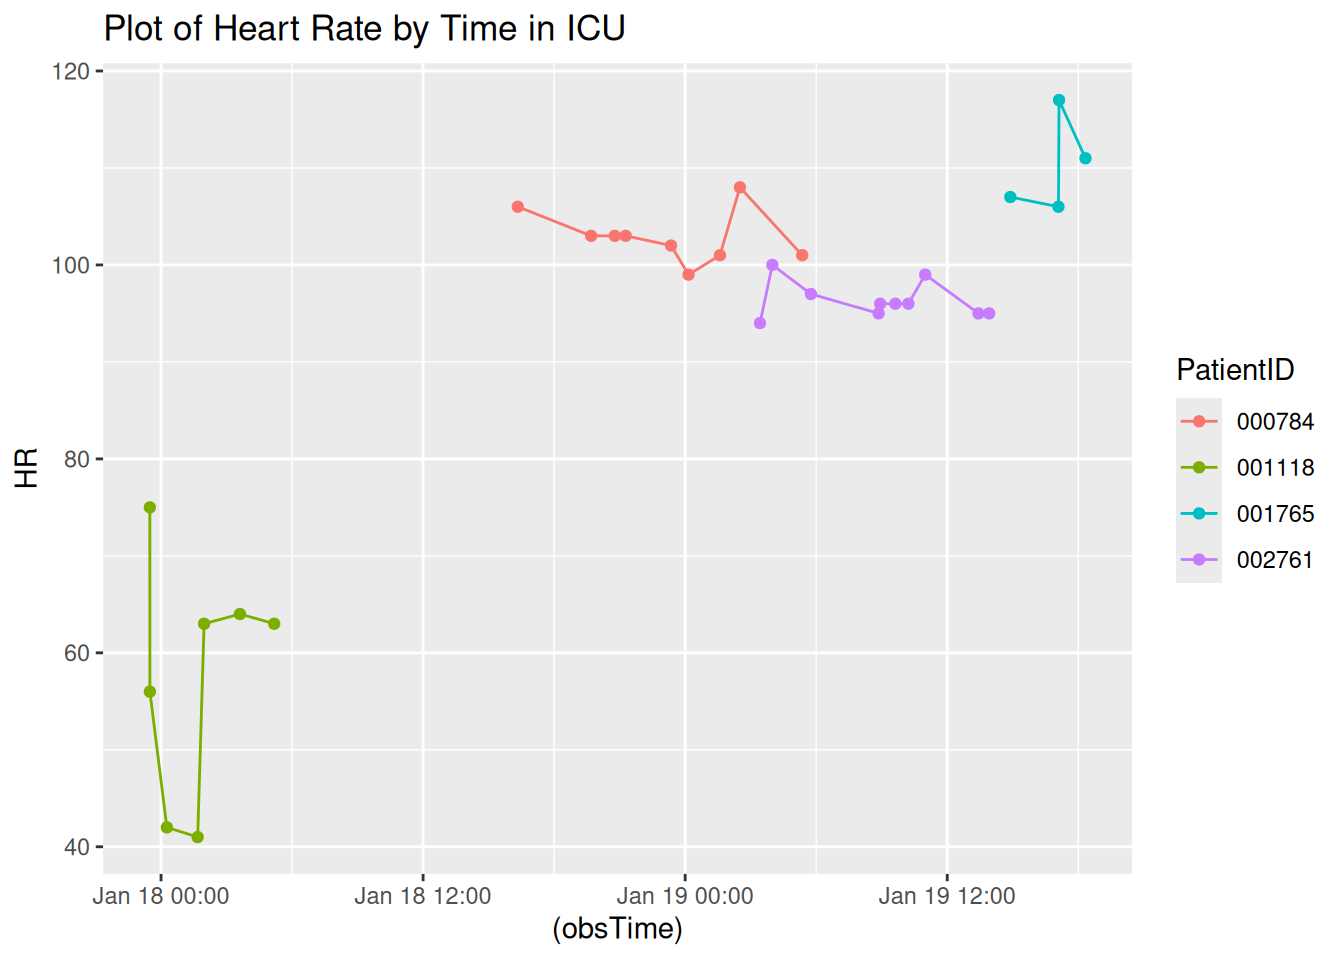 Plot of Heart Rate by Time in ICU
120
100
80
60
40
HR
Jan 18 00:00
Jan 18 12:00
Jan 19 00:00
Jan 19 12:00
(obsTime)
PatientID
000784
001118
001765
002761